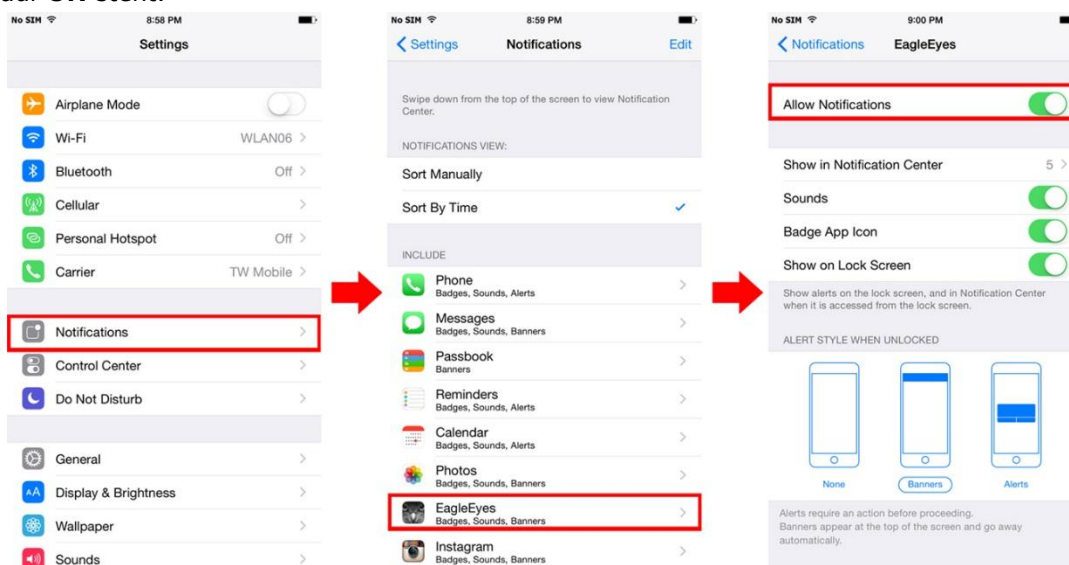 auf ON steht.
No SIM 8:58 PM
Settings
Airplane Mode
Wi-Fi WLAN06
Bluetooth Off
Cellular
Personal Hotspot Off
Carrier TW Mobile
Notifications
Control Center
Do Not Disturb
General
AA Display & Brightness
Wallpaper
Sounds
No SIM 8:59 PM
Settings Notifications Edit
Swipe down from the top of the screen to view Notification
Center.
NOTIFICATIONS VIEW:
Sort Manually
Sort By Time
INCLUDE
Phone
Badges, Sounds, Alerts
Messages
Badges, Sounds, Banners
Passbook
Banners
Reminders
Badges, Sounds, Alerts
Calendar
Badges, Sounds, Alerts
Photos
Badges, Sounds, Banners
EagleEyes
Badges, Sounds, Banners
Instagram
Badges, Sounds, Banners
No SIM 9:00 PM
Notifications EagleEyes
Allow Notifications
Show in Notification Center 5
Sounds
Badge App Icon
Show on Lock Screen
Show alerts on the lock screen, and in Notification Center
when it is accessed from the lock screen.
ALERT STYLE WHEN UNLOCKED
None Banners Alerts
Alerts require an action before proceeding.
Banners appear at the top of the screen and go away
automatically.